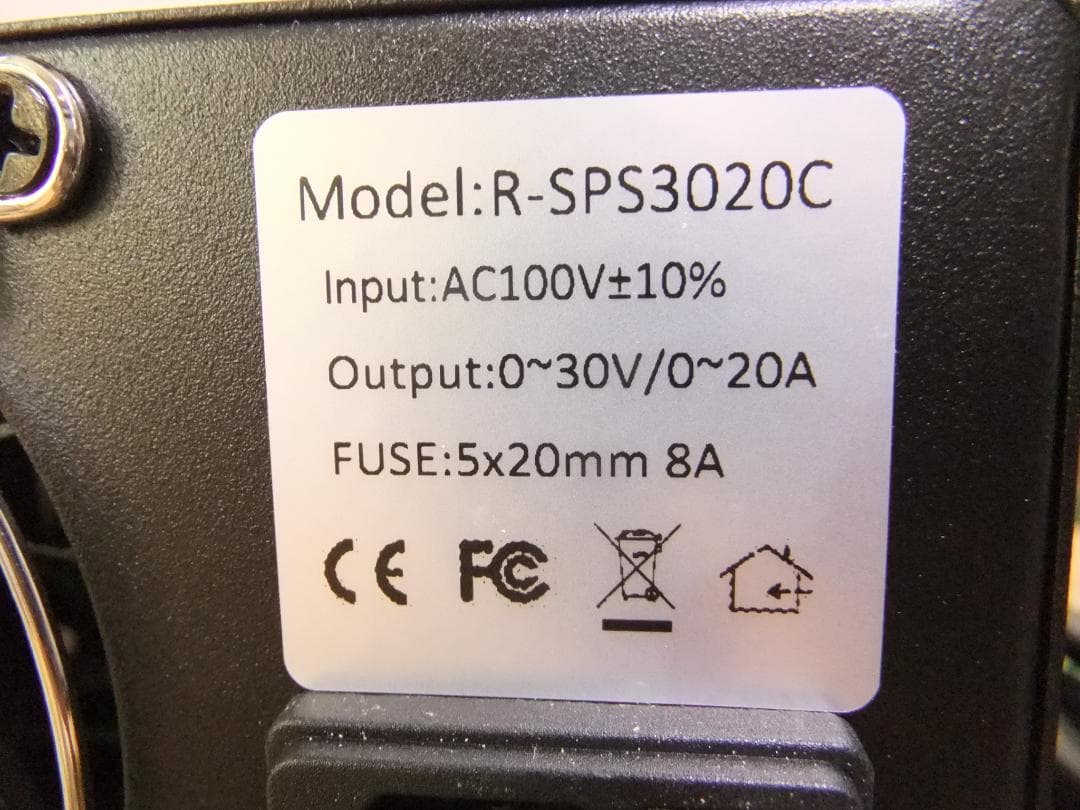 Model:R-SPS3020C
Input:AC100V±10%
Output:0~30V/0~20A
FUSE:5x20mm 8A
CE FC